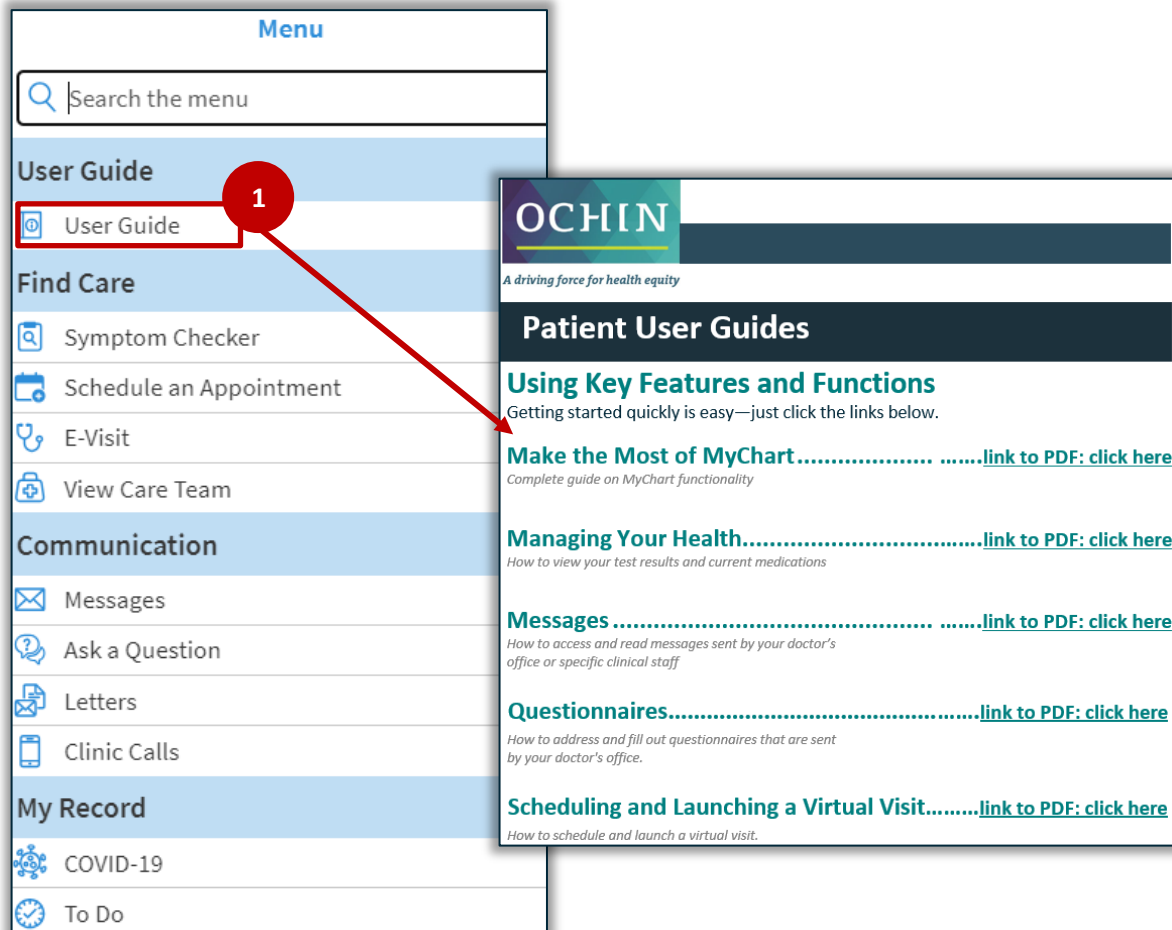 Menu
Search the menu
User Guide
User Guide
Find Care
Symptom Checker
Schedule an Appointment
E-Visit
View Care Team
Communication
Messages
Ask a Question
Letters
Clinic Calls
My Record
COVID-19
To Do
1
OCHIN
A driving force for health equity
Patient User Guides
Using Key Features and Functions
Getting started quickly is easy—just click the links below.
Make the Most of MyChart..................... .......link to PDF: click here
Complete guide on MyChart functionality
Managing Your Health....................................link to PDF: click here
How to view your test results and current medications
Messages .......................................... .......link to PDF: click here
How to access and read messages sent by your doctor's
office or specific clinical staff
Questionnaires.............................................link to PDF: click here
How to address and fill out questionnaires that are sent
by your doctor's office.
Scheduling and Launching a Virtual Visit.........link to PDF: click here
How to schedule and launch a virtual visit.